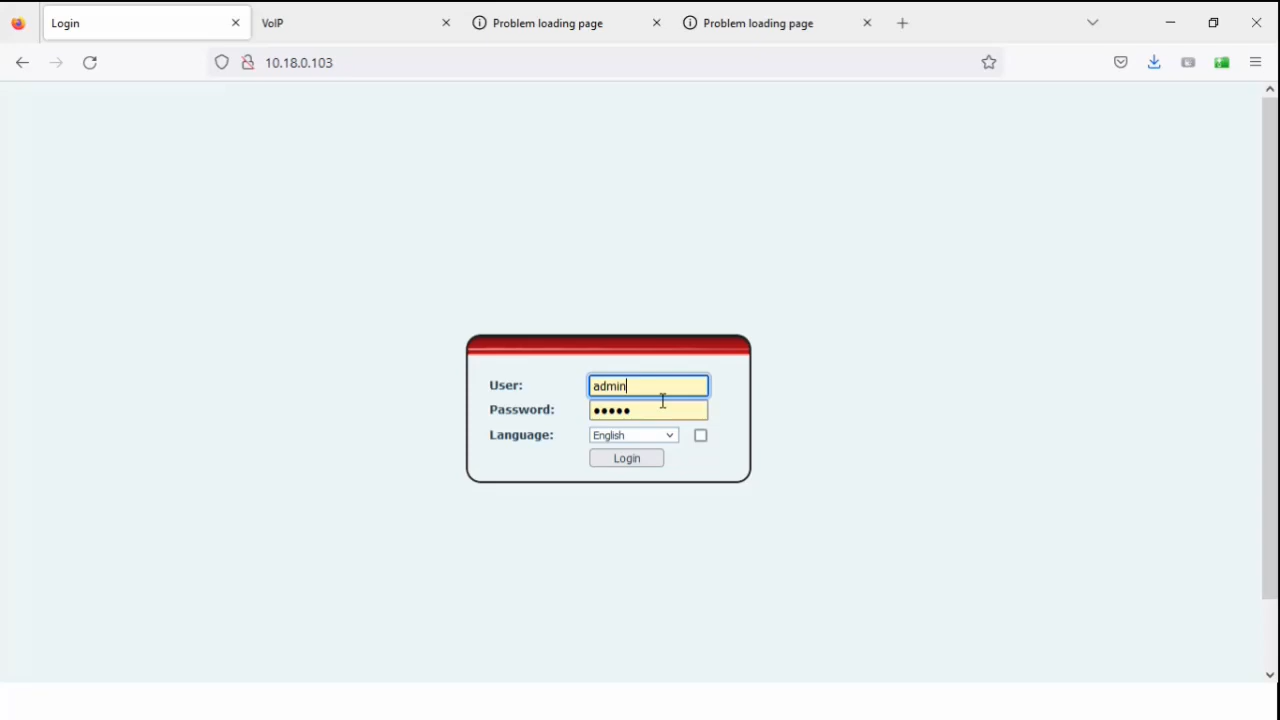 Login
VoIP
Problem loading page
Problem loading page
10.18.0.103
User: admin
Password: ●●●●●
Language: English
Login